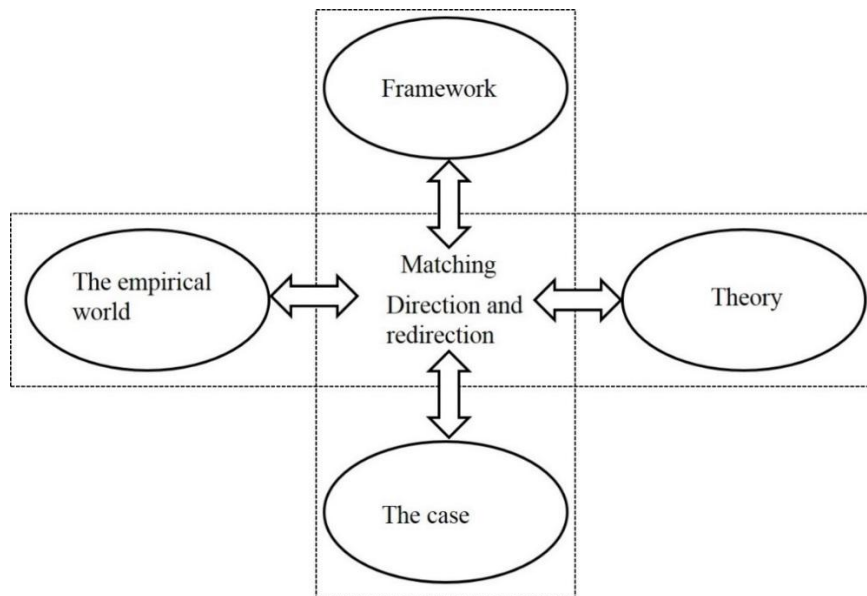 Framework
The empirical
world
Matching
Direction and
redirection
Theory
The case